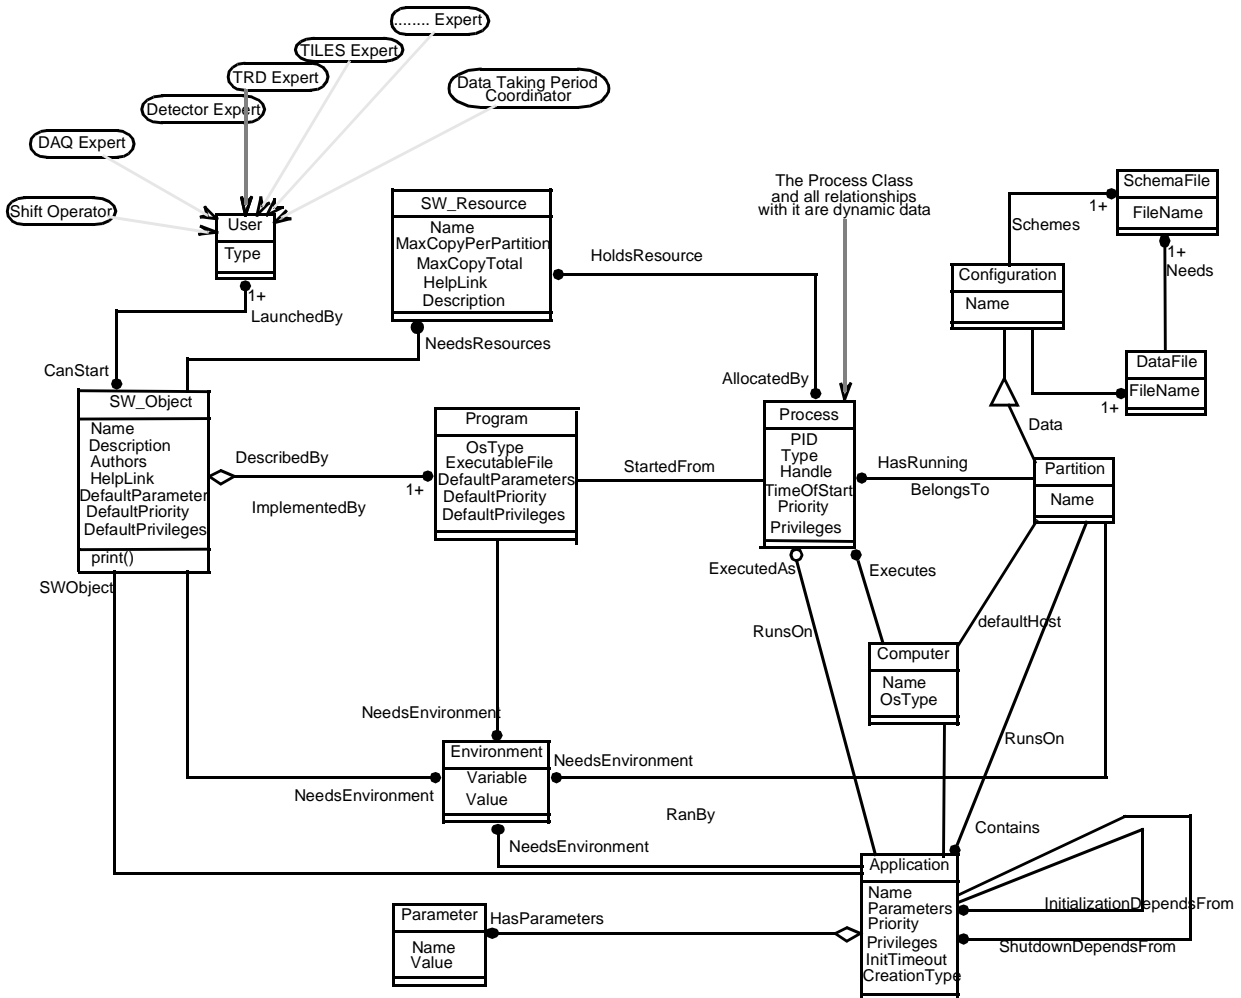 ........ Expert
TILES Expert
TRD Expert
Data Taking Period
Coordinator
Detector Expert
DAQ Expert
Shift Operator
User
Type
1+
LaunchedBy
CanStart
SW_Resource
Name
MaxCopyPerPartition
MaxCopyTotal
HelpLink
Description
NeedsResources
HoldsResource
AllocatedBy
The Process Class
and all relationships
with it are dynamic data
SchemaFile
FileName
1+
Schemes
1+
Needs
Configuration
Name
DataFile
FileName
1+
Data
SW_Object
Name
Description
Authors
HelpLink
DefaultParameter
DefaultPriority
DefaultPrivileges
print()
SWObject
DescribedBy
1+
ImplementedBy
Program
OsType
ExecutableFile
DefaultParameters
DefaultPriority
DefaultPrivileges
StartedFrom
Process
PID
Type
Handle
TimeOfStart
Priority
Privileges
HasRunning
BelongsTo
Partition
Name
ExecutedAs
Executes
RunsOn
defaultHost
Computer
Name
OsType
RunsOn
NeedsEnvironment
Environment
Variable
Value
NeedsEnvironment
NeedsEnvironment
RanBy
NeedsEnvironment
Contains
Application
Name
Parameters
Priority
Privileges
InitTimeout
CreationType
InitializationDependsFrom
ShutdownDependsFrom
HasParameters
Parameter
Name
Value